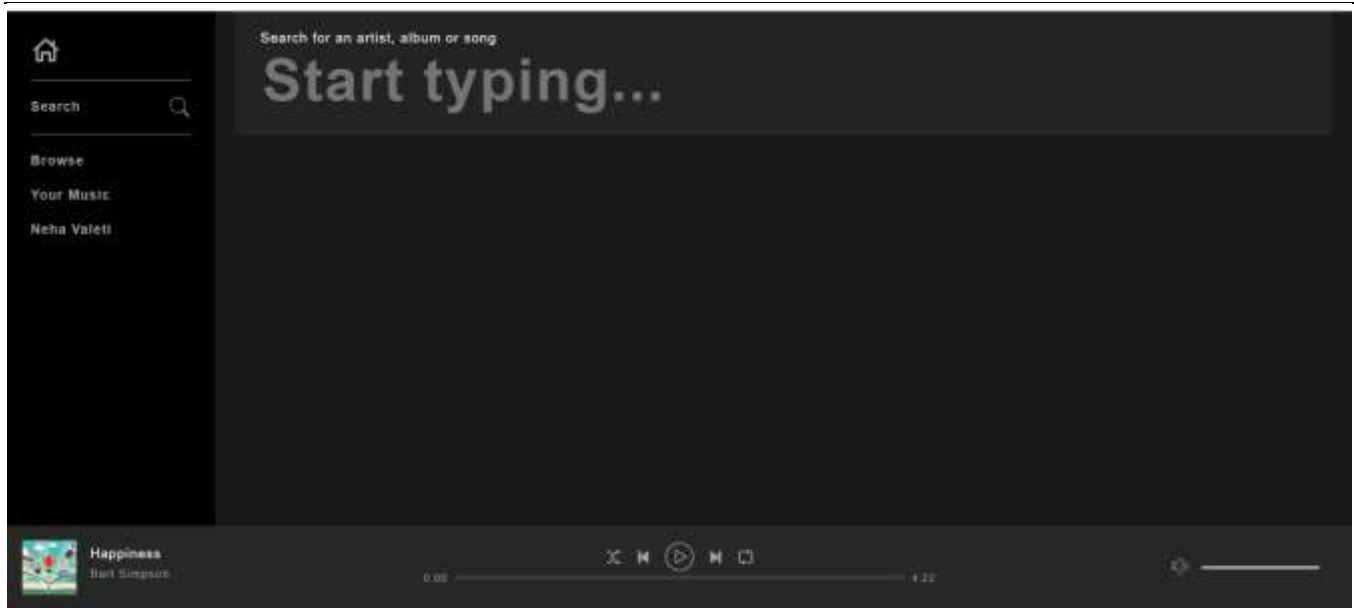 Search for an artist, album or song
Start typing...
Search
Browse
Your Music
Neha Valeti
Happiness
Bart Simpson
0:00
4:22